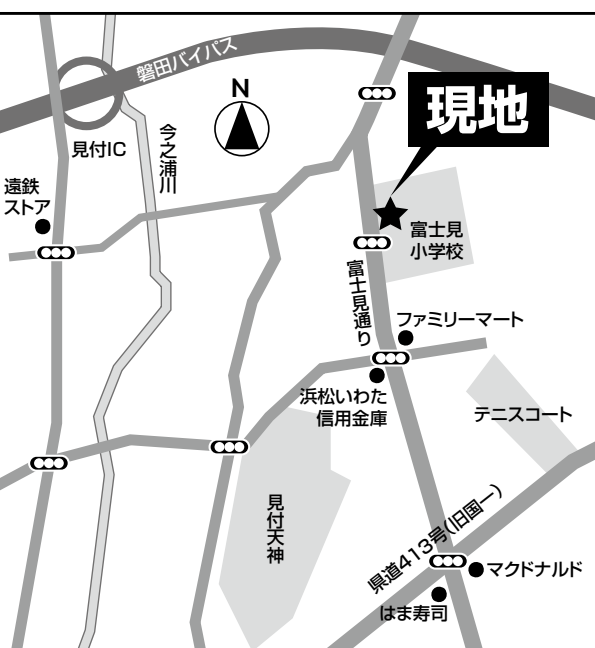 磐田バイパス
N
現地
見付IC
今之浦川
遠鉄
ストア
富士見
小学校
富士見通り
ファミリーマート
浜松いわた
信用金庫
テニスコート
見付天神
県道413号(旧国一)
マクドナルド
はま寿司